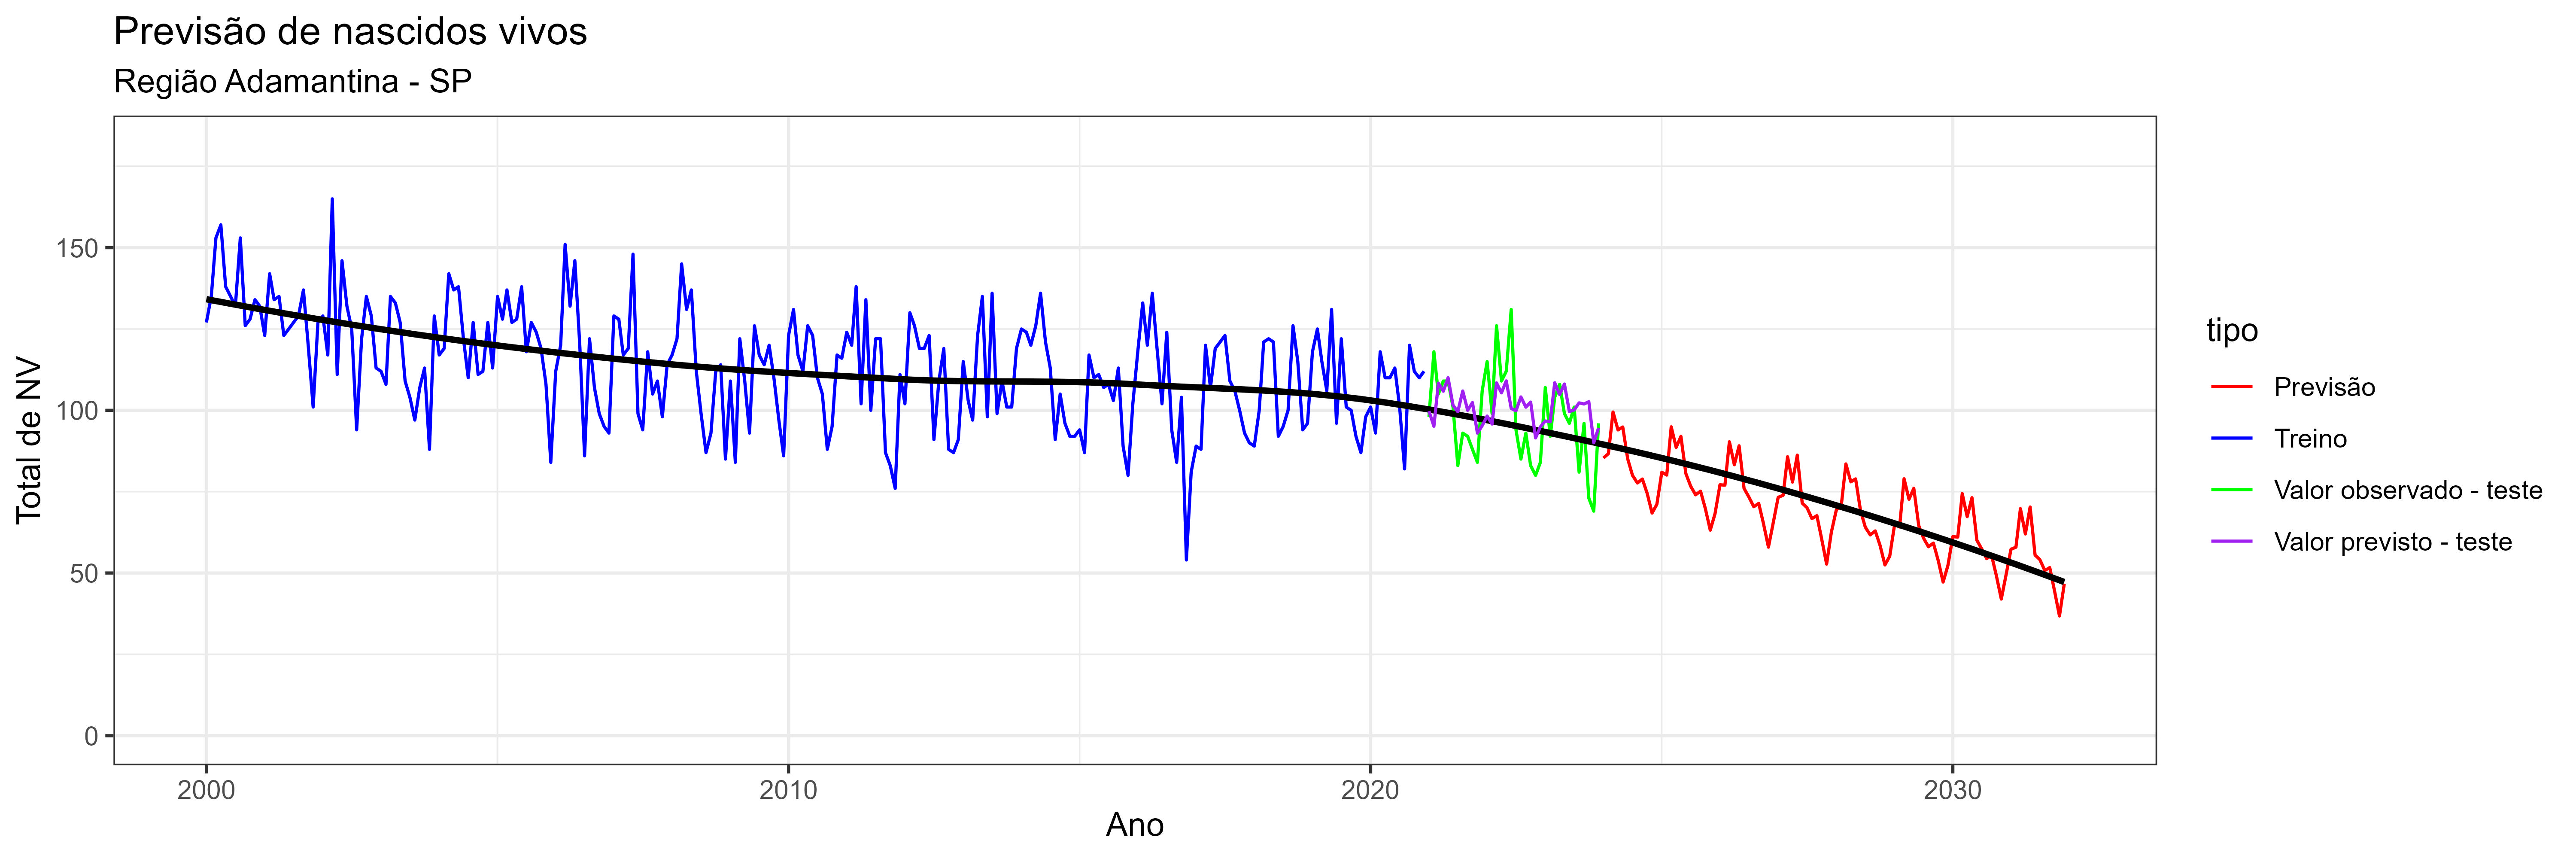 Previsão de nascidos vivos
Região Adamantina - SP
Total de NV
150
100
50
0
2000
2010
2020
2030
Ano
tipo
Previsão
Treino
Valor observado - teste
Valor previsto - teste